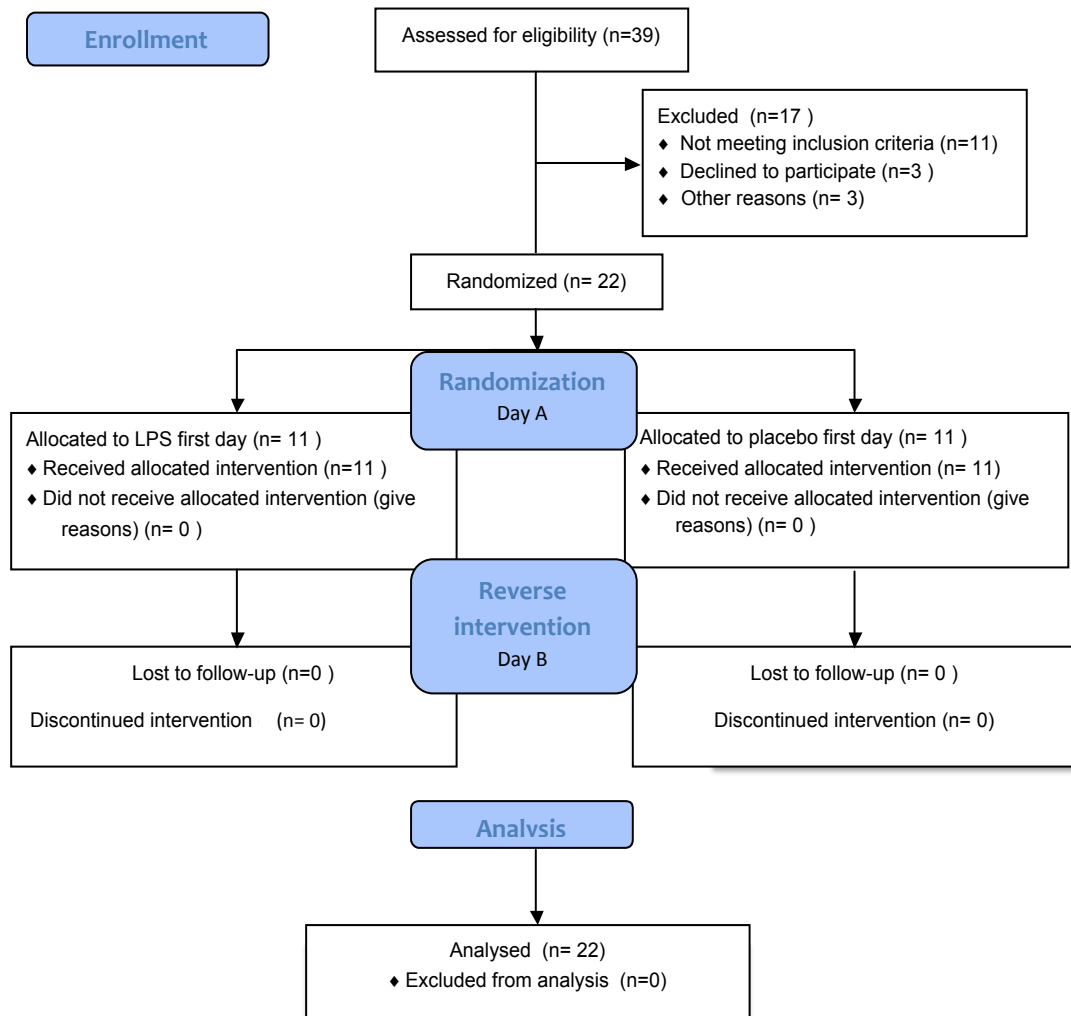 Enrollment
Assessed for eligibility (n=39)
Excluded (n=17 )
♦ Not meeting inclusion criteria (n=11)
♦ Declined to participate (n=3 )
♦ Other reasons (n= 3)
Randomized (n= 22)
Randomization
Day A
Allocated to LPS first day (n= 11 )
♦ Received allocated intervention (n=11 )
♦ Did not receive allocated intervention (give
reasons) (n= 0 )
Allocated to placebo first day (n= 11 )
♦ Received allocated intervention (n= 11)
♦ Did not receive allocated intervention (give
reasons) (n= 0 )
Reverse
intervention
Day B
Lost to follow-up (n=0 )
Discontinued intervention (n= 0)
Lost to follow-up (n= 0 )
Discontinued intervention (n= 0)
Analysis
Analysed (n= 22)
♦ Excluded from analysis (n=0)